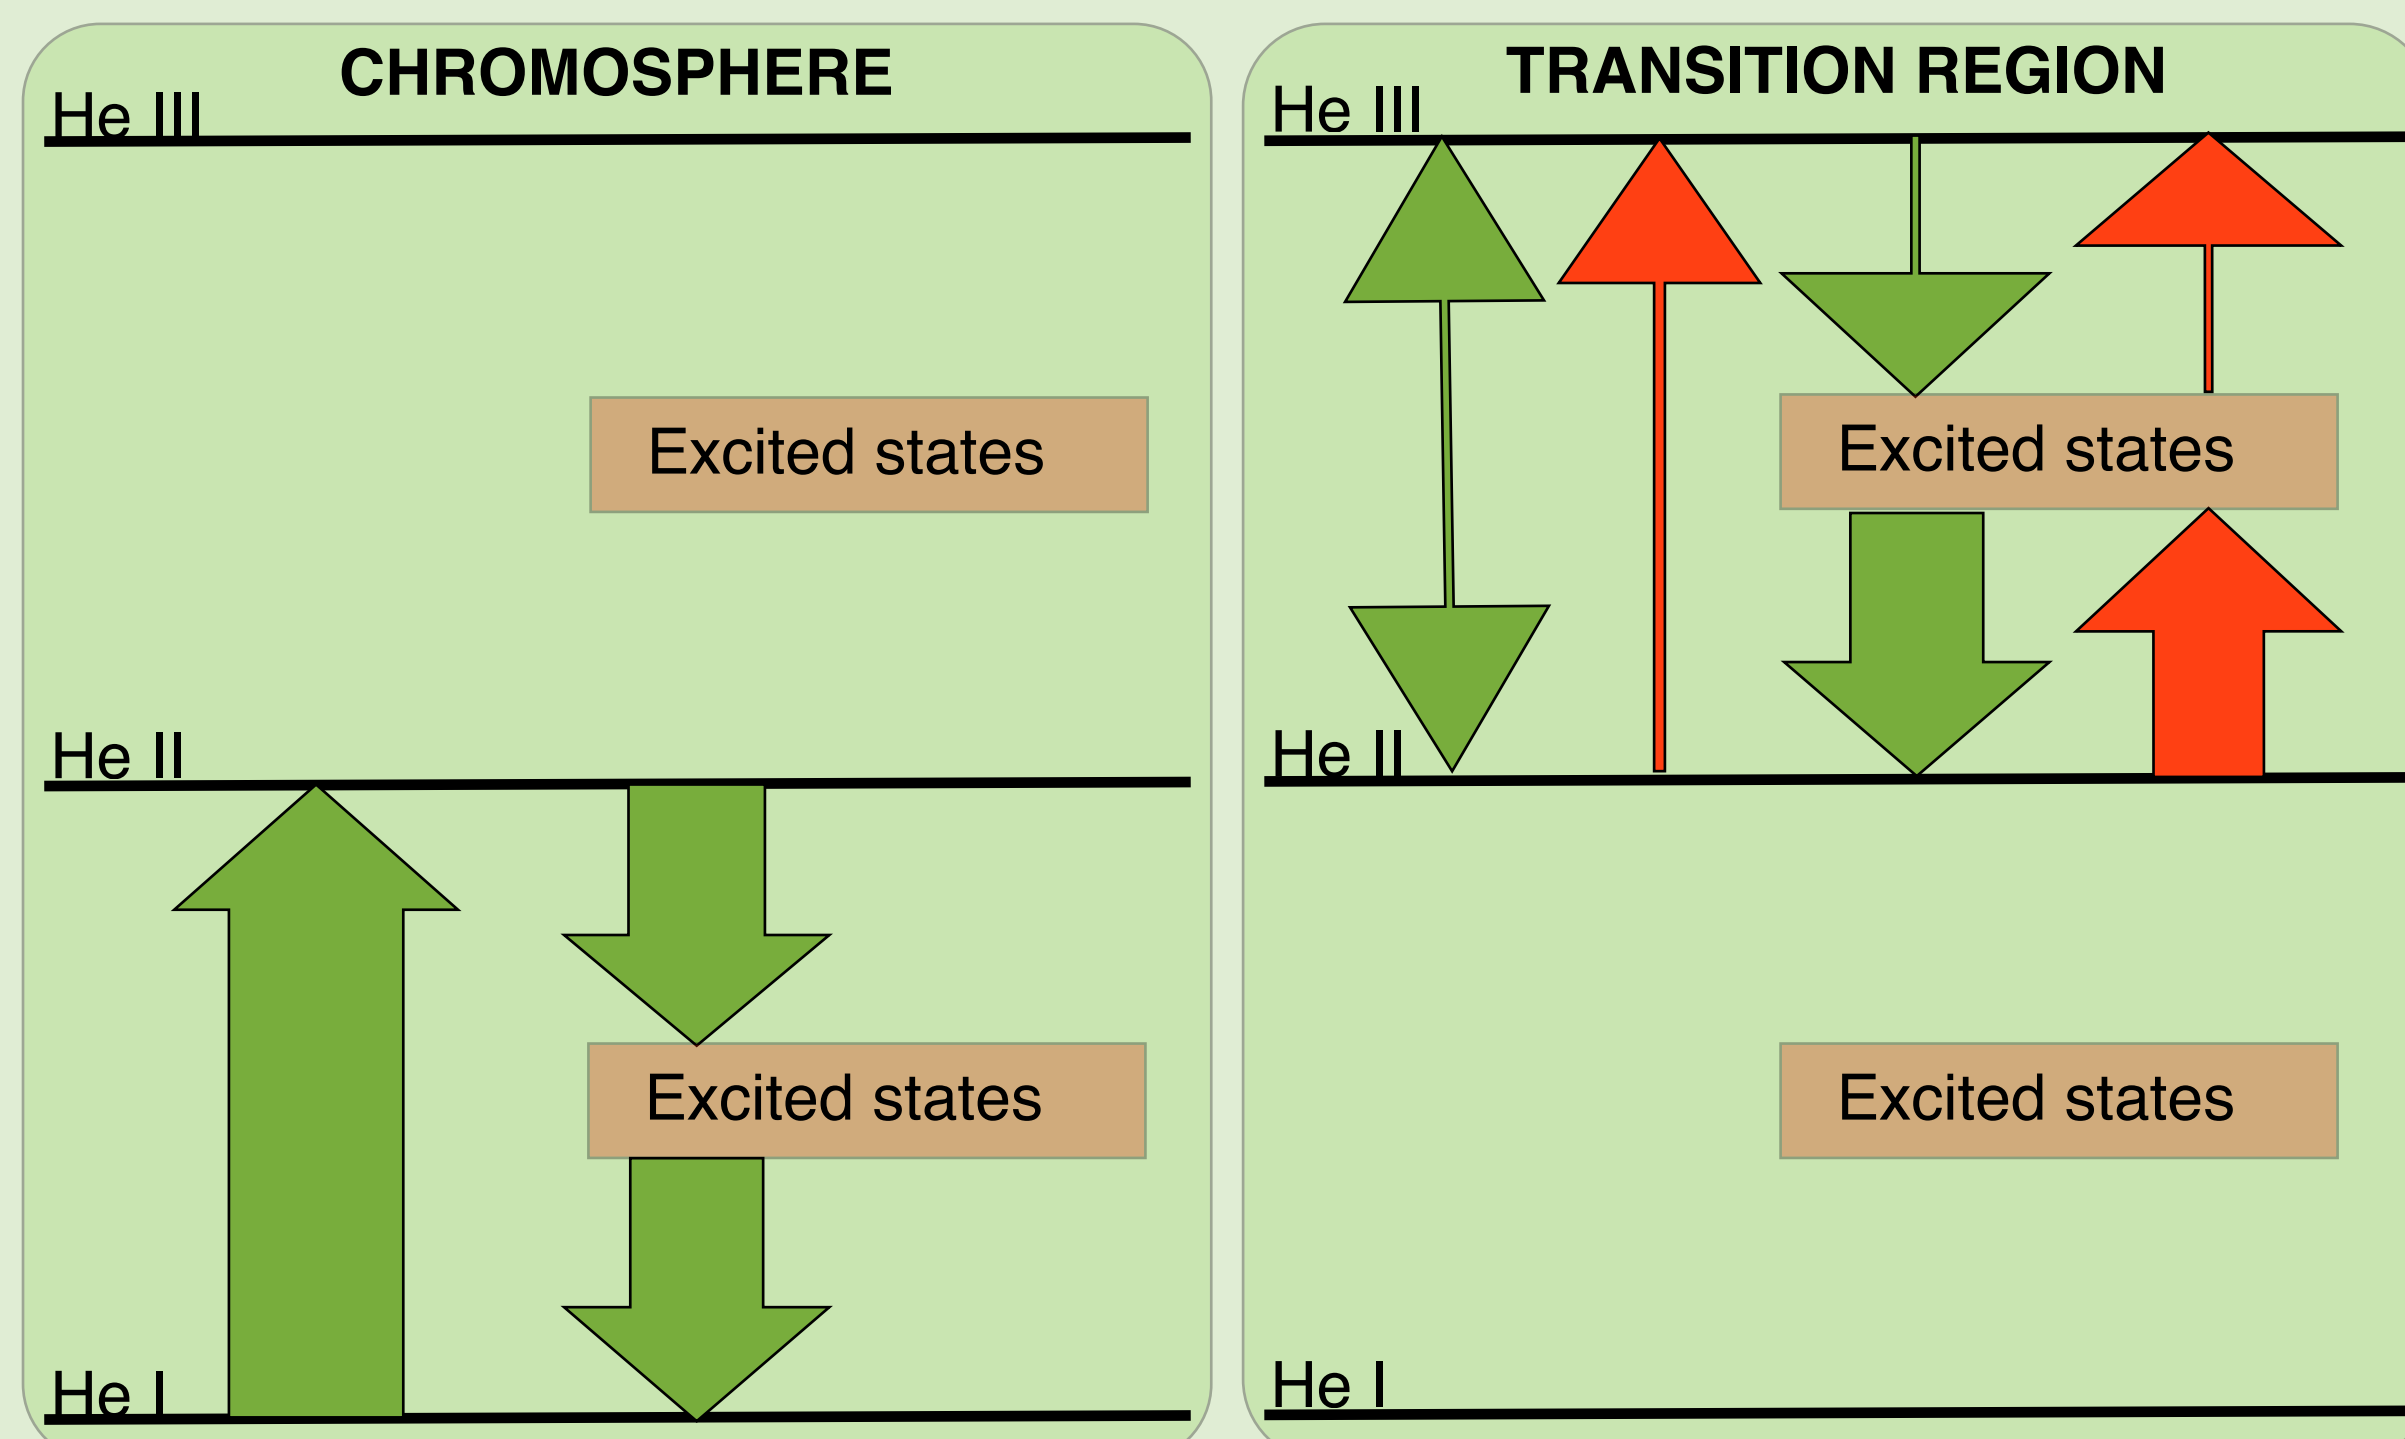 CHROMOSPHERE
He III
Excited states
He II
Excited states
He I
TRANSITION REGION
He III
Excited states
He II
Excited states
He I